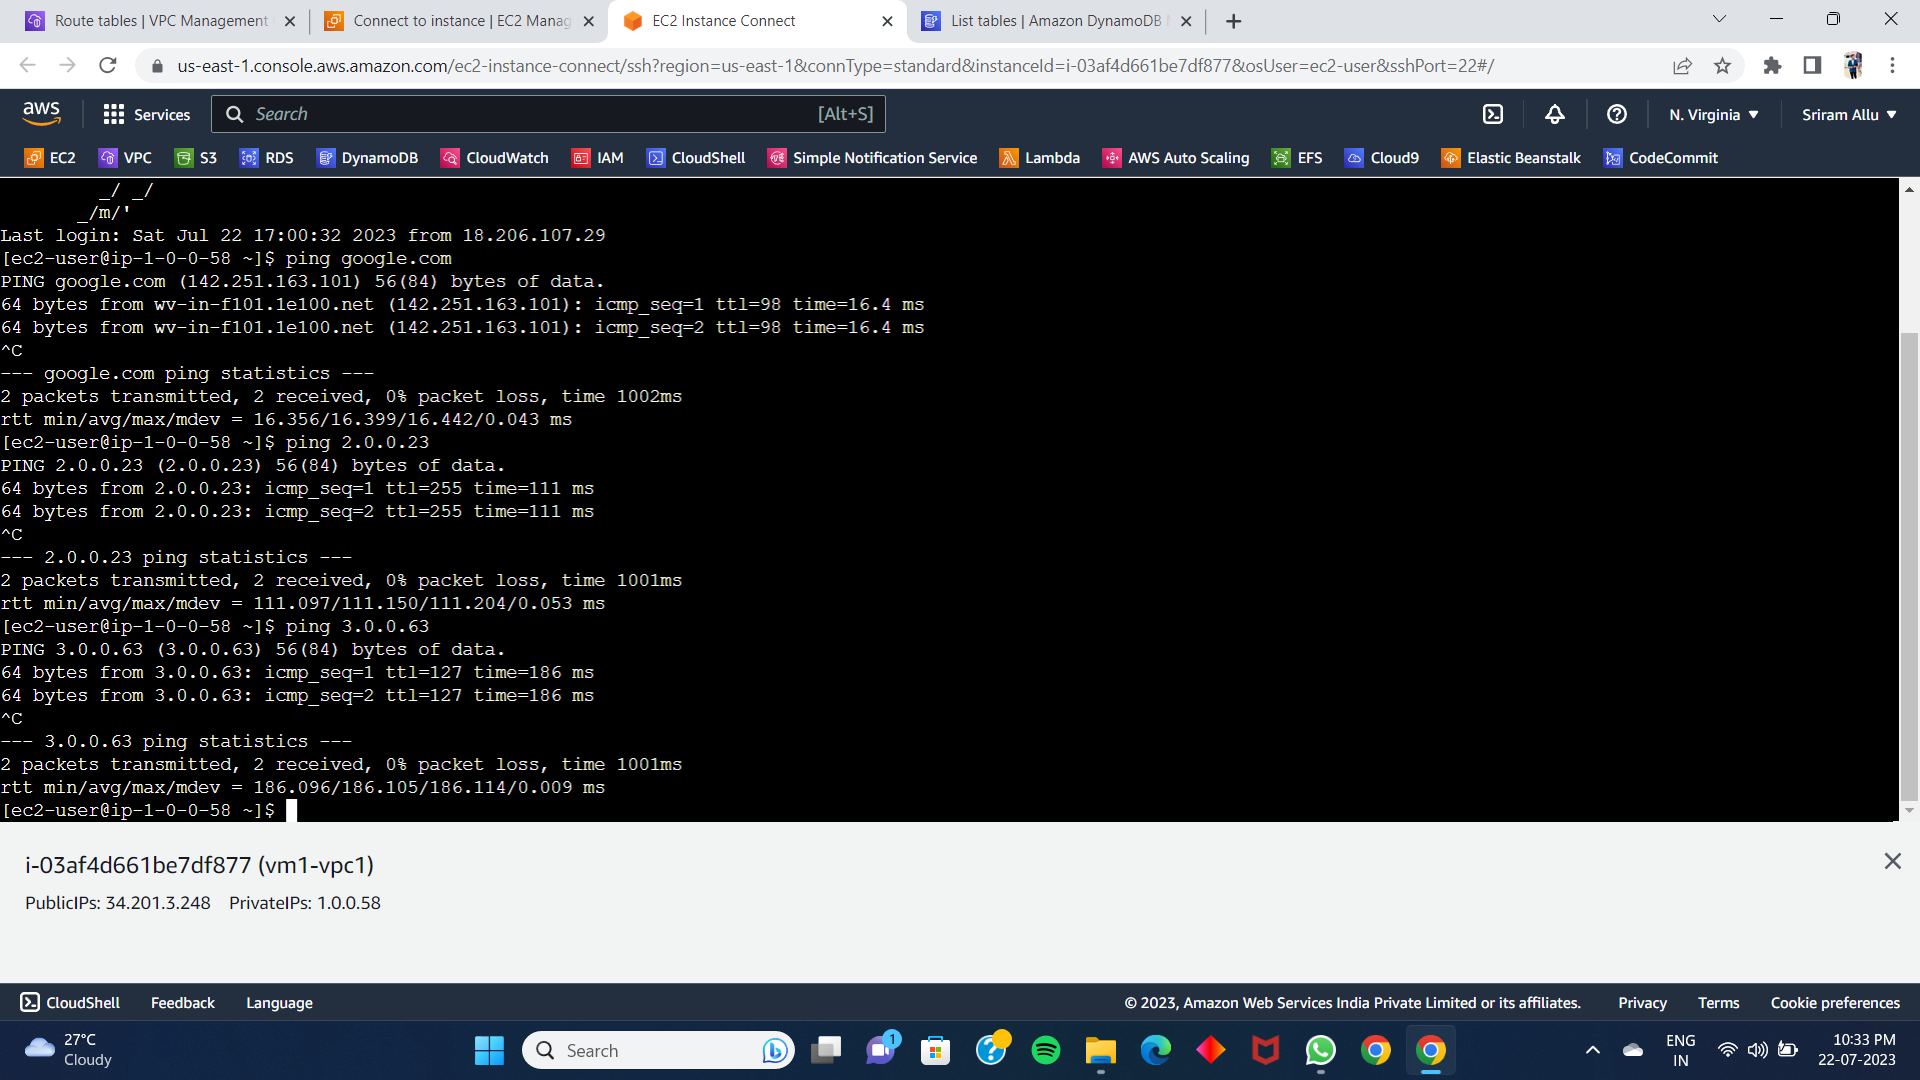 Route tables | VPC Management
Connect to instance | EC2 Manag
EC2 Instance Connect
List tables | Amazon DynamoDB
us-east-1.console.aws.amazon.com/ec2-instance-connect/ssh?region=us-east-1&connType=standard&instanceId=i-03af4d661be7df877&osUser=ec2-user&sshPort=22#/
aws
Services
Search
[Alt+S]
N. Virginia
Sriram Allu
EC2
VPC
S3
RDS
DynamoDB
CloudWatch
IAM
CloudShell
Simple Notification Service
Lambda
AWS Auto Scaling
EFS
Cloud9
Elastic Beanstalk
CodeCommit
_/ _/
_/m/'
Last login: Sat Jul 22 17:00:32 2023 from 18.206.107.29
[ec2-user@ip-1-0-0-58 ~]$ ping google.com
PING google.com (142.251.163.101) 56(84) bytes of data.
64 bytes from wv-in-f101.1e100.net (142.251.163.101): icmp_seq=1 ttl=98 time=16.4 ms
64 bytes from wv-in-f101.1e100.net (142.251.163.101): icmp_seq=2 ttl=98 time=16.4 ms
^C
--- google.com ping statistics ---
2 packets transmitted, 2 received, 0% packet loss, time 1002ms
rtt min/avg/max/mdev = 16.356/16.399/16.442/0.043 ms
[ec2-user@ip-1-0-0-58 ~]$ ping 2.0.0.23
PING 2.0.0.23 (2.0.0.23) 56(84) bytes of data.
64 bytes from 2.0.0.23: icmp_seq=1 ttl=255 time=111 ms
64 bytes from 2.0.0.23: icmp_seq=2 ttl=255 time=111 ms
^C
--- 2.0.0.23 ping statistics ---
2 packets transmitted, 2 received, 0% packet loss, time 1001ms
rtt min/avg/max/mdev = 111.097/111.150/111.204/0.053 ms
[ec2-user@ip-1-0-0-58 ~]$ ping 3.0.0.63
PING 3.0.0.63 (3.0.0.63) 56(84) bytes of data.
64 bytes from 3.0.0.63: icmp_seq=1 ttl=127 time=186 ms
64 bytes from 3.0.0.63: icmp_seq=2 ttl=127 time=186 ms
^C
--- 3.0.0.63 ping statistics ---
2 packets transmitted, 2 received, 0% packet loss, time 1001ms
rtt min/avg/max/mdev = 186.096/186.105/186.114/0.009 ms
[ec2-user@ip-1-0-0-58 ~]$
i-03af4d661be7df877 (vm1-vpc1)
PublicIPs: 34.201.3.248 PrivateIPs: 1.0.0.58
CloudShell
Feedback
Language
© 2023, Amazon Web Services India Private Limited or its affiliates.
Privacy
Terms
Cookie preferences
27°C
Cloudy
Search
1
ENG
IN
10:33 PM
22-07-2023